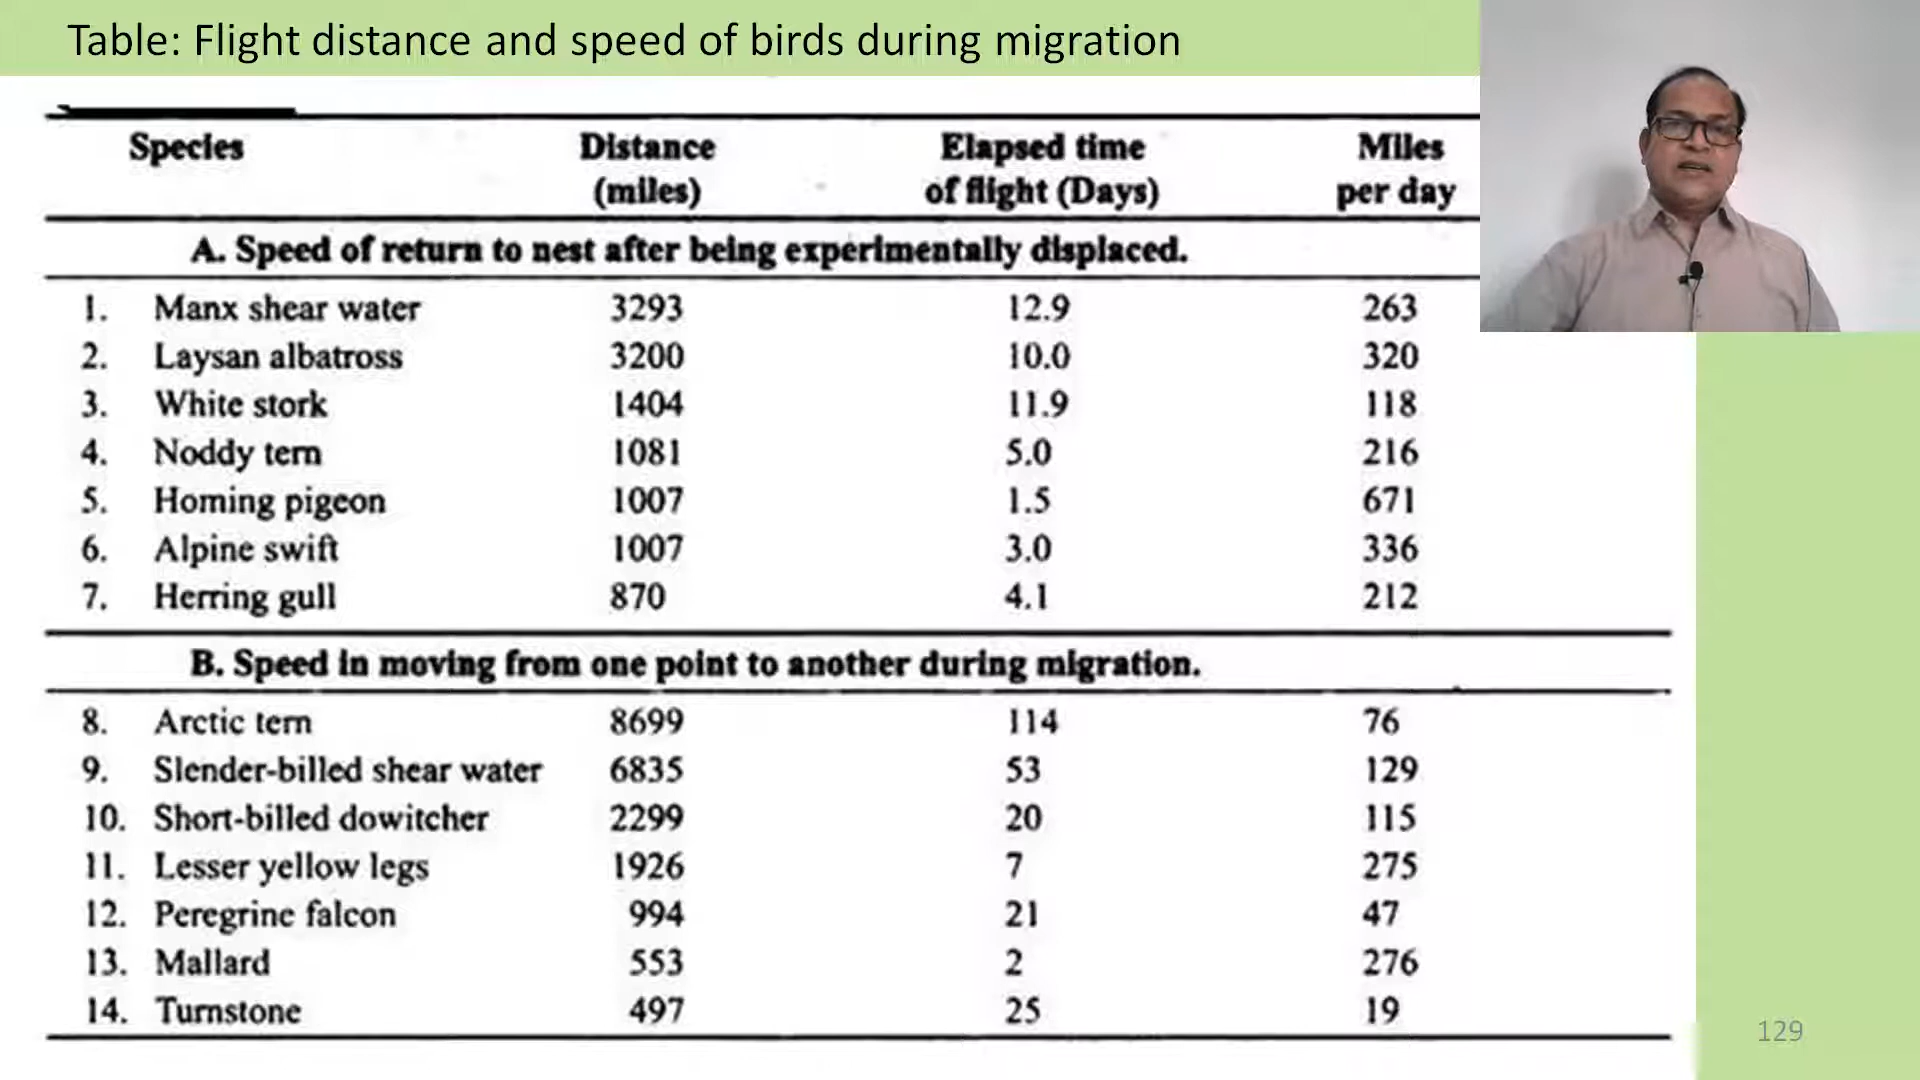 Table: Flight distance and speed of birds during migration
Species Distance (miles) Elapsed time of flight (Days) Miles per day
A. Speed of return to nest after being experimentally displaced.
1. Manx shear water 3293 12.9 263
2. Laysan albatross 3200 10.0 320
3. White stork 1404 11.9 118
4. Noddy tern 1081 5.0 216
5. Homing pigeon 1007 1.5 671
6. Alpine swift 1007 3.0 336
7. Herring gull 870 4.1 212
B. Speed in moving from one point to another during migration.
8. Arctic tern 8699 114 76
9. Slender-billed shear water 6835 53 129
10. Short-billed dowitcher 2299 20 115
11. Lesser yellow legs 1926 7 275
12. Peregrine falcon 994 21 47
13. Mallard 553 2 276
14. Turnstone 497 25 19
129